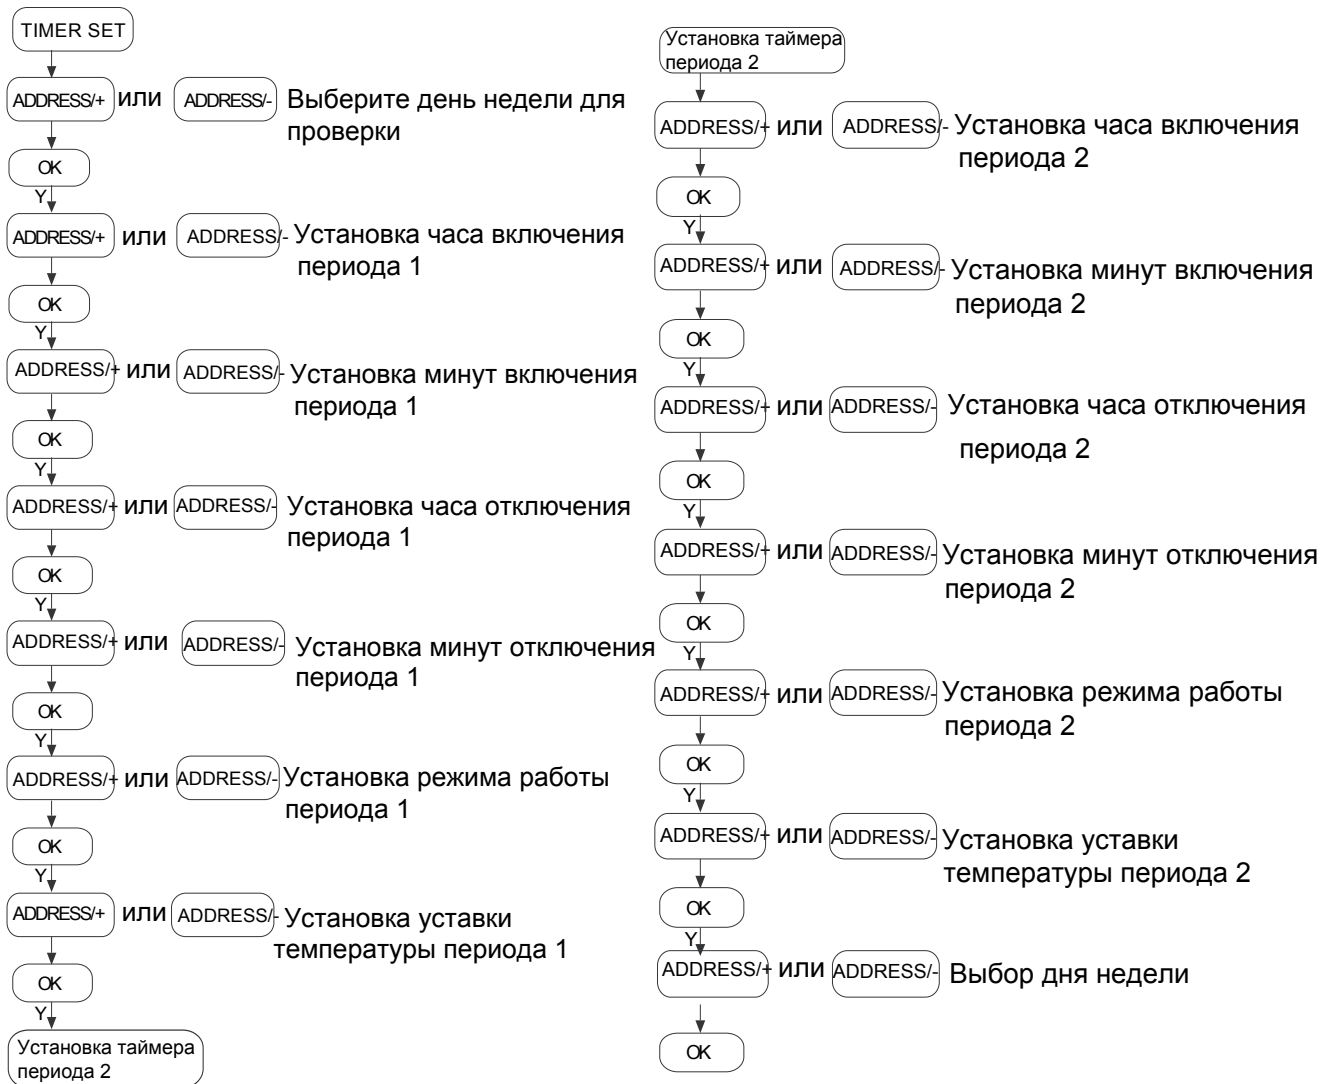 TIMER SET
ADDRESS/+ или ADDRESS/- Выберите день недели для
проверки
OK
Y
ADDRESS/+ или ADDRESS/- Установка часа включения
периода 1
OK
Y
ADDRESS/+ или ADDRESS/- Установка минут включения
периода 1
OK
Y
ADDRESS/+ или ADDRESS/- Установка часа отключения
периода 1
OK
Y
ADDRESS/+ или ADDRESS/- Установка минут отключения
периода 1
OK
Y
ADDRESS/+ или ADDRESS/- Установка режима работы
периода 1
OK
Y
ADDRESS/+ или ADDRESS/- Установка уставки
температуры периода 1
OK
Y
Установка таймера
периода 2
Установка таймера
периода 2
ADDRESS/+ или ADDRESS/- Установка часа включения
периода 2
OK
Y
ADDRESS/+ или ADDRESS/- Установка минут включения
периода 2
OK
Y
ADDRESS/+ или ADDRESS/- Установка часа отключения
периода 2
OK
Y
ADDRESS/+ или ADDRESS/- Установка минут отключения
периода 2
OK
Y
ADDRESS/+ или ADDRESS/- Установка режима работы
периода 2
OK
Y
ADDRESS/+ или ADDRESS/- Установка уставки
температуры периода 2
OK
Y
ADDRESS/+ или ADDRESS/- Выбор дня недели
OK